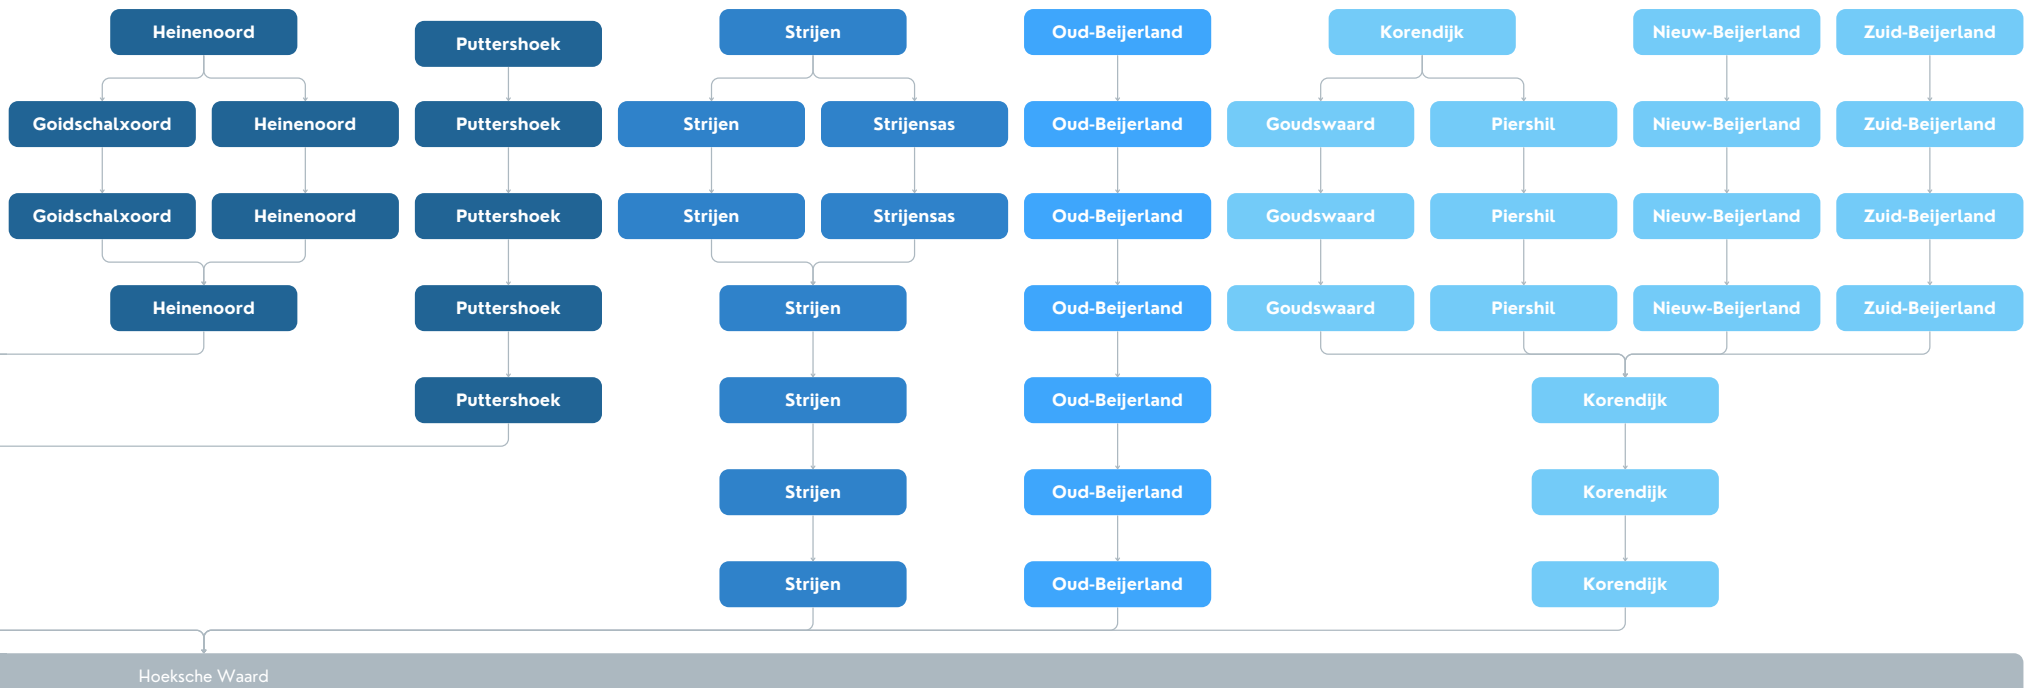 Heinenoord
Puttershoek
Strijen
Oud-Beijerland
Korendijk
Nieuw-Beijerland
Zuid-Beijerland
Goidschalxoord
Heinenoord
Puttershoek
Strijen
Strijensas
Oud-Beijerland
Goudswaard
Piershil
Nieuw-Beijerland
Zuid-Beijerland
Goidschalxoord
Heinenoord
Puttershoek
Strijen
Strijensas
Oud-Beijerland
Goudswaard
Piershil
Nieuw-Beijerland
Zuid-Beijerland
Heinenoord
Puttershoek
Strijen
Oud-Beijerland
Goudswaard
Piershil
Nieuw-Beijerland
Zuid-Beijerland
Puttershoek
Strijen
Oud-Beijerland
Korendijk
Strijen
Oud-Beijerland
Korendijk
Strijen
Oud-Beijerland
Korendijk
Hoeksche Waard